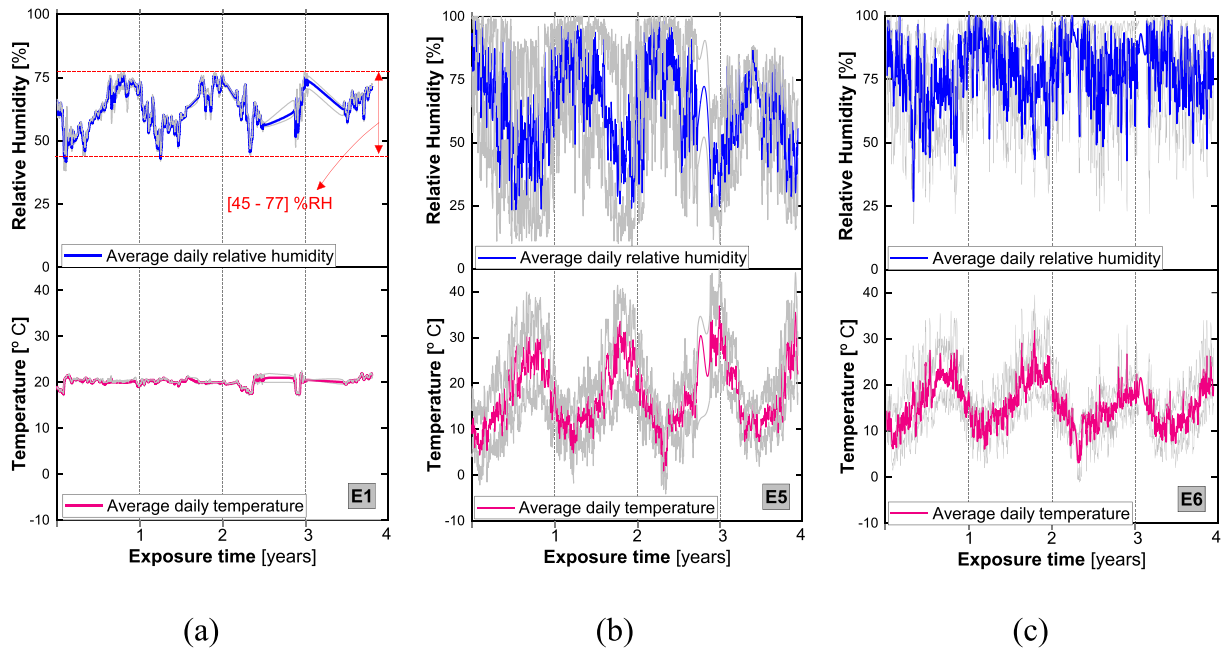 100
75
50
25
0
Relative Humidity [%]
[45 - 77] %RH
Average daily relative humidity
40
30
20
10
0
-10
Temperature [º C]
Average daily temperature
E1
1
2
3
4
Exposure time [years]
(a)
100
75
50
25
0
Relative Humidity [%]
Average daily relative humidity
40
30
20
10
0
-10
Temperature [º C]
Average daily temperature
E5
1
2
3
4
Exposure time [years]
(b)
100
75
50
25
0
Relative Humidity [%]
Average daily relative humidity
40
30
20
10
0
-10
Temperature [º C]
Average daily temperature
E6
1
2
3
4
Exposure time [years]
(c)